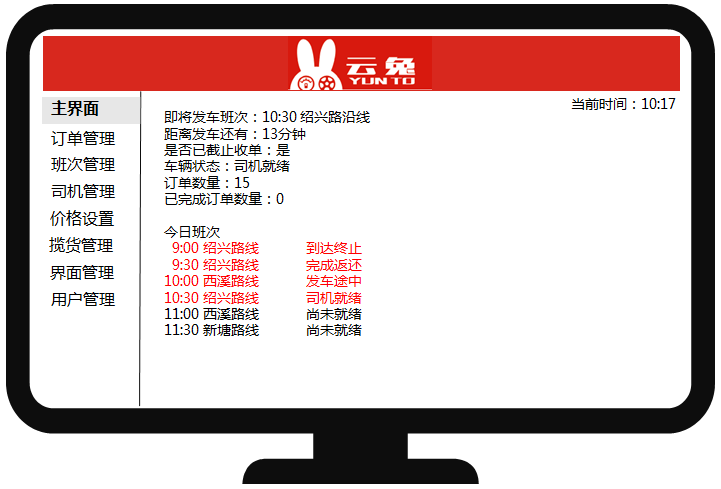 云兔
YUNTO
主界面
订单管理
班次管理
司机管理
价格设置
揽货管理
界面管理
用户管理
当前时间：10:17
即将发车班次：10:30 绍兴路沿线
距离发车还有：13分钟
是否已截止收单：是
车辆状态：司机就绪
订单数量：15
已完成订单数量：0
今日班次
9:00 绍兴路线 到达终止
9:30 绍兴路线 完成返还
10:00 西溪路线 发车途中
10:30 绍兴路线 司机就绪
11:00 西溪路线 尚未就绪
11:30 新塘路线 尚未就绪